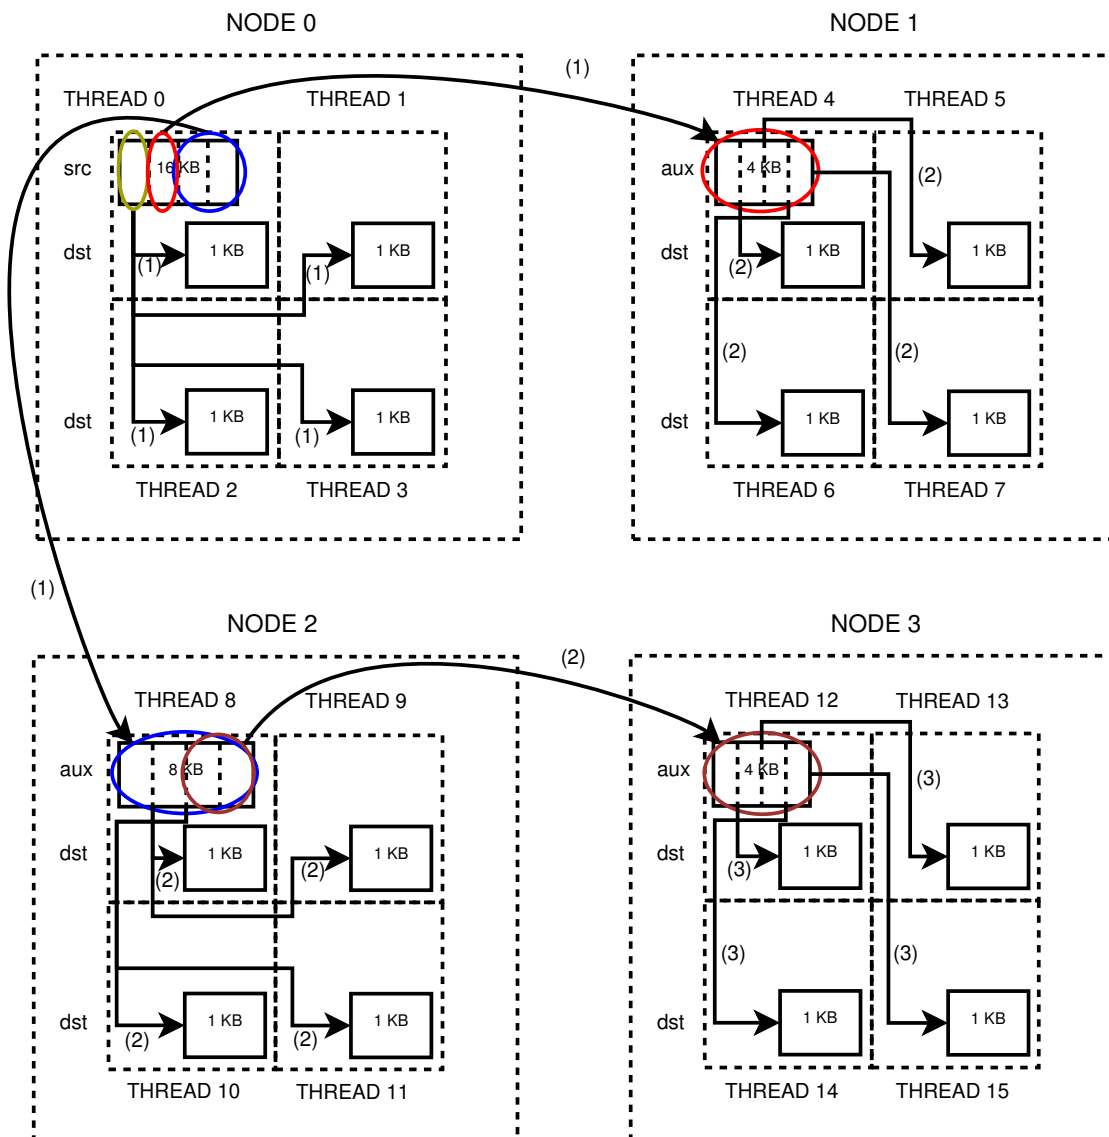 NODE 0
NODE 1
(1)
THREAD 0
THREAD 1
THREAD 4
THREAD 5
src
16 KB
aux
4 KB
(2)
dst
1 KB
1 KB
dst
1 KB
1 KB
(1)
(1)
(2)
(2)
(2)
dst
1 KB
1 KB
dst
1 KB
1 KB
(1)
(1)
THREAD 2
THREAD 3
THREAD 6
THREAD 7
(1)
NODE 2
NODE 3
(2)
THREAD 8
THREAD 9
THREAD 12
THREAD 13
aux
8 KB
aux
4 KB
(3)
dst
1 KB
1 KB
dst
1 KB
1 KB
(2)
(2)
(3)
(3)
(3)
dst
1 KB
1 KB
dst
1 KB
1 KB
(2)
(2)
THREAD 10
THREAD 11
THREAD 14
THREAD 15